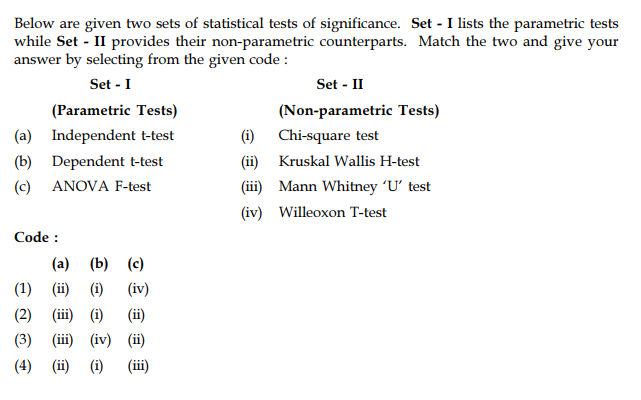 Below are given two sets of statistical tests of significance. Set - I lists the parametric tests
while Set - II provides their non-parametric counterparts. Match the two and give your
answer by selecting from the given code :
Set - I Set - II
(Parametric Tests) (Non-parametric Tests)
(a) Independent t-test (i) Chi-square test
(b) Dependent t-test (ii) Kruskal Wallis H-test
(c) ANOVA F-test (iii) Mann Whitney ‘U’ test
(iv) Willeoxon T-test
Code :
(a) (b) (c)
(1) (ii) (i) (iv)
(2) (iii) (i) (ii)
(3) (iii) (iv) (ii)
(4) (ii) (i) (iii)